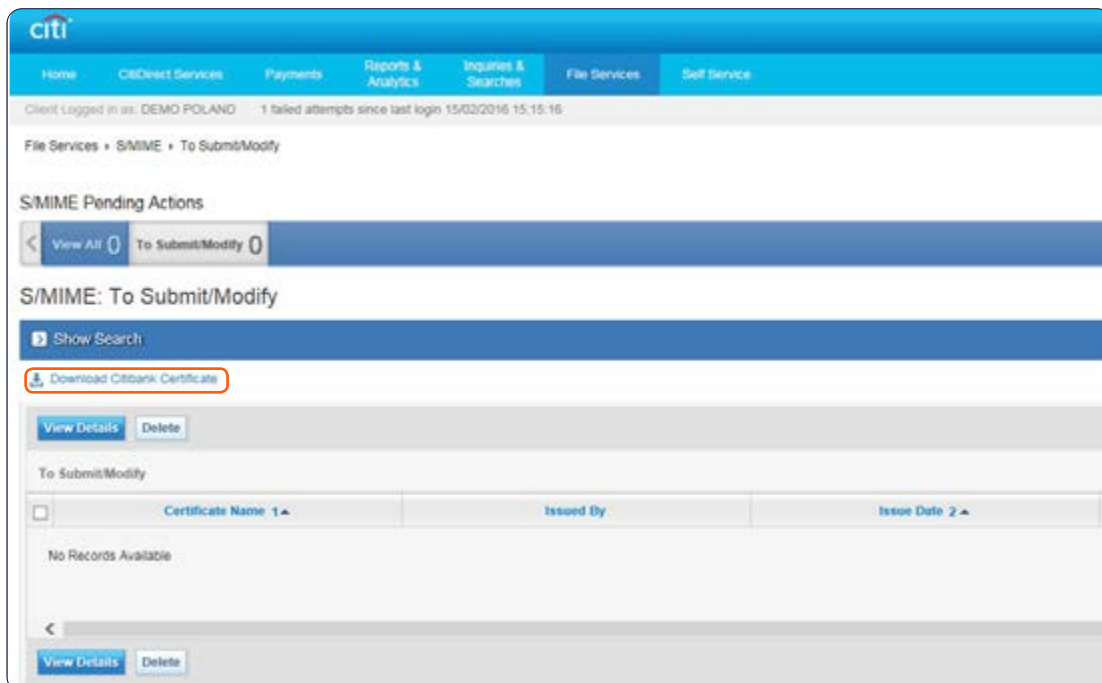 citi
Home CitiDirect Services Payments Reports & Analytics Inquiries & Searches File Services Self Service
Client Logged in as: DEMO POLAND 1 failed attempts since last login 15/02/2016 15:15:16
File Services › S/MIME › To Submit/Modify
S/MIME Pending Actions
View All () To Submit/Modify ()
S/MIME: To Submit/Modify
Show Search
Download Citibank Certificate
View Details Delete
To Submit/Modify
Certificate Name 1 Issued By Issue Date 2
No Records Available
View Details Delete